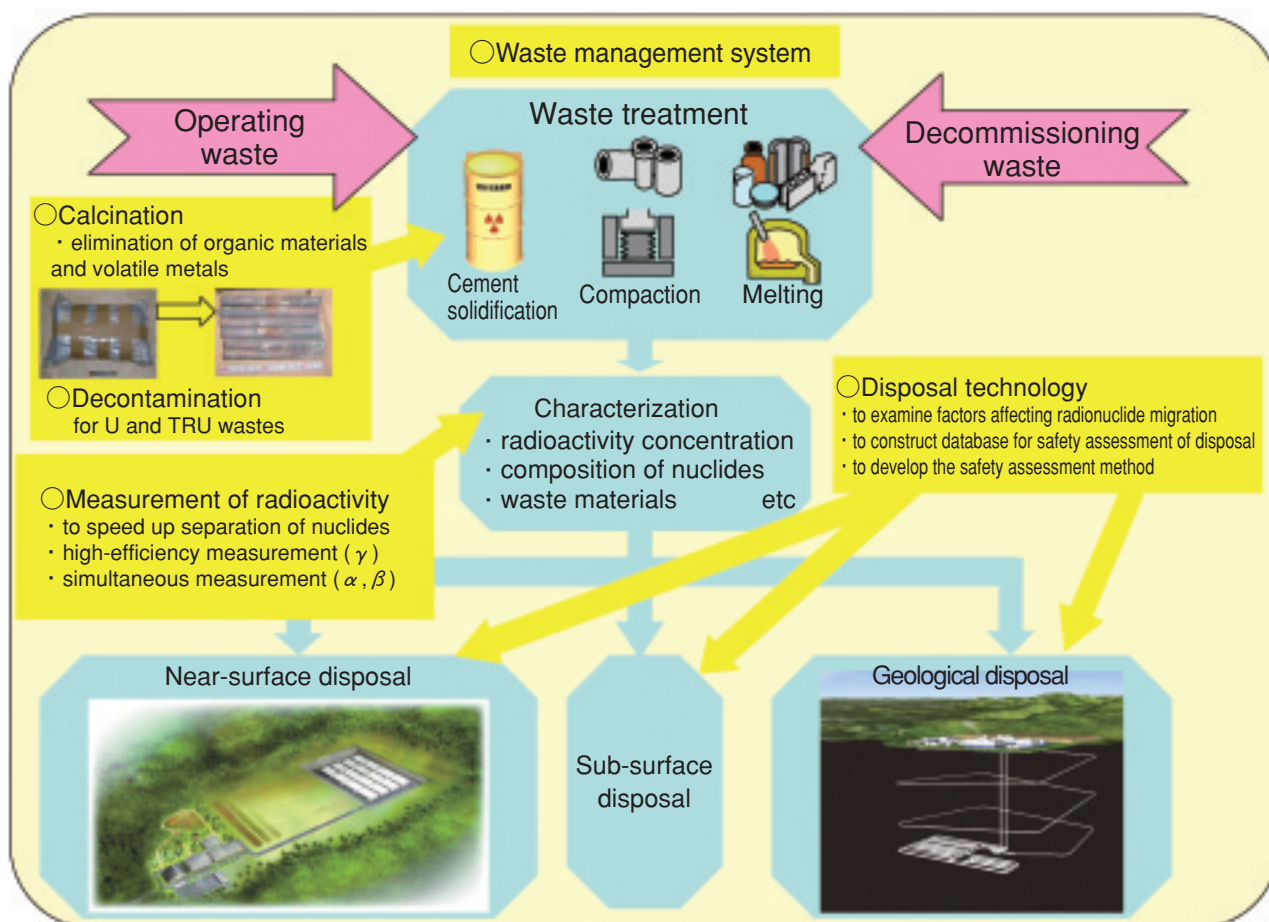 ○Waste management system
Operating
waste
Waste treatment
Decommissioning
waste
Cement
solidification
Compaction
Melting
○Calcination
・elimination of organic materials
and volatile metals
○Decontamination
for U and TRU wastes
Characterization
・radioactivity concentration
・composition of nuclides
・waste materials etc
○Disposal technology
・to examine factors affecting radionuclide migration
・to construct database for safety assessment of disposal
・to develop the safety assessment method
○Measurement of radioactivity
・to speed up separation of nuclides
・high-efficiency measurement (γ)
・simultaneous measurement (α, β)
Near-surface disposal
Sub-surface
disposal
Geological disposal